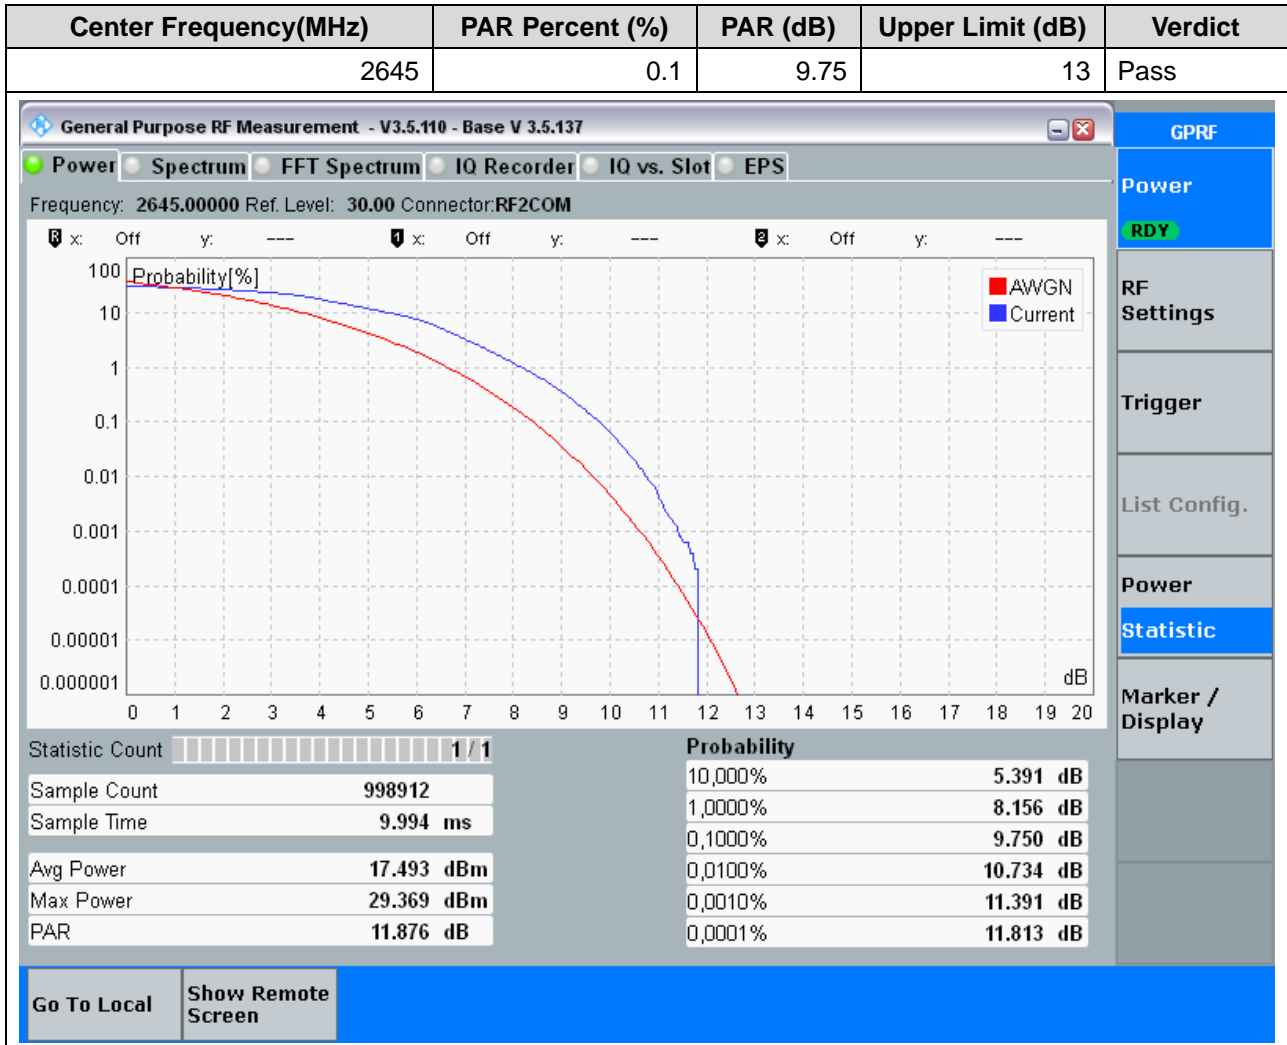 Center Frequency(MHz) PAR Percent (%) PAR (dB) Upper Limit (dB) Verdict
2645 0.1 9.75 13 Pass
General Purpose RF Measurement - V3.5.110 - Base V 3.5.137
GPRF
Power Spectrum FFT Spectrum IQ Recorder IQ vs. Slot EPS
Power
RDY
Frequency: 2645.00000 Ref. Level: 30.00 Connector:RF2COM
R x: Off y: --- 1 x: Off y: --- 2 x: Off y: ---
Probability[%]
AWGN
Current
100
10
1
0.1
0.01
0.001
0.0001
0.00001
0.000001
dB
0 1 2 3 4 5 6 7 8 9 10 11 12 13 14 15 16 17 18 19 20
RF
Settings
Trigger
List Config.
Power
Statistic
Marker /
Display
Statistic Count 1 / 1
Sample Count 998912
Sample Time 9.994 ms
Avg Power 17.493 dBm
Max Power 29.369 dBm
PAR 11.876 dB
Probability
10,000% 5.391 dB
1,0000% 8.156 dB
0,1000% 9.750 dB
0,0100% 10.734 dB
0,0010% 11.391 dB
0,0001% 11.813 dB
Go To Local
Show Remote
Screen